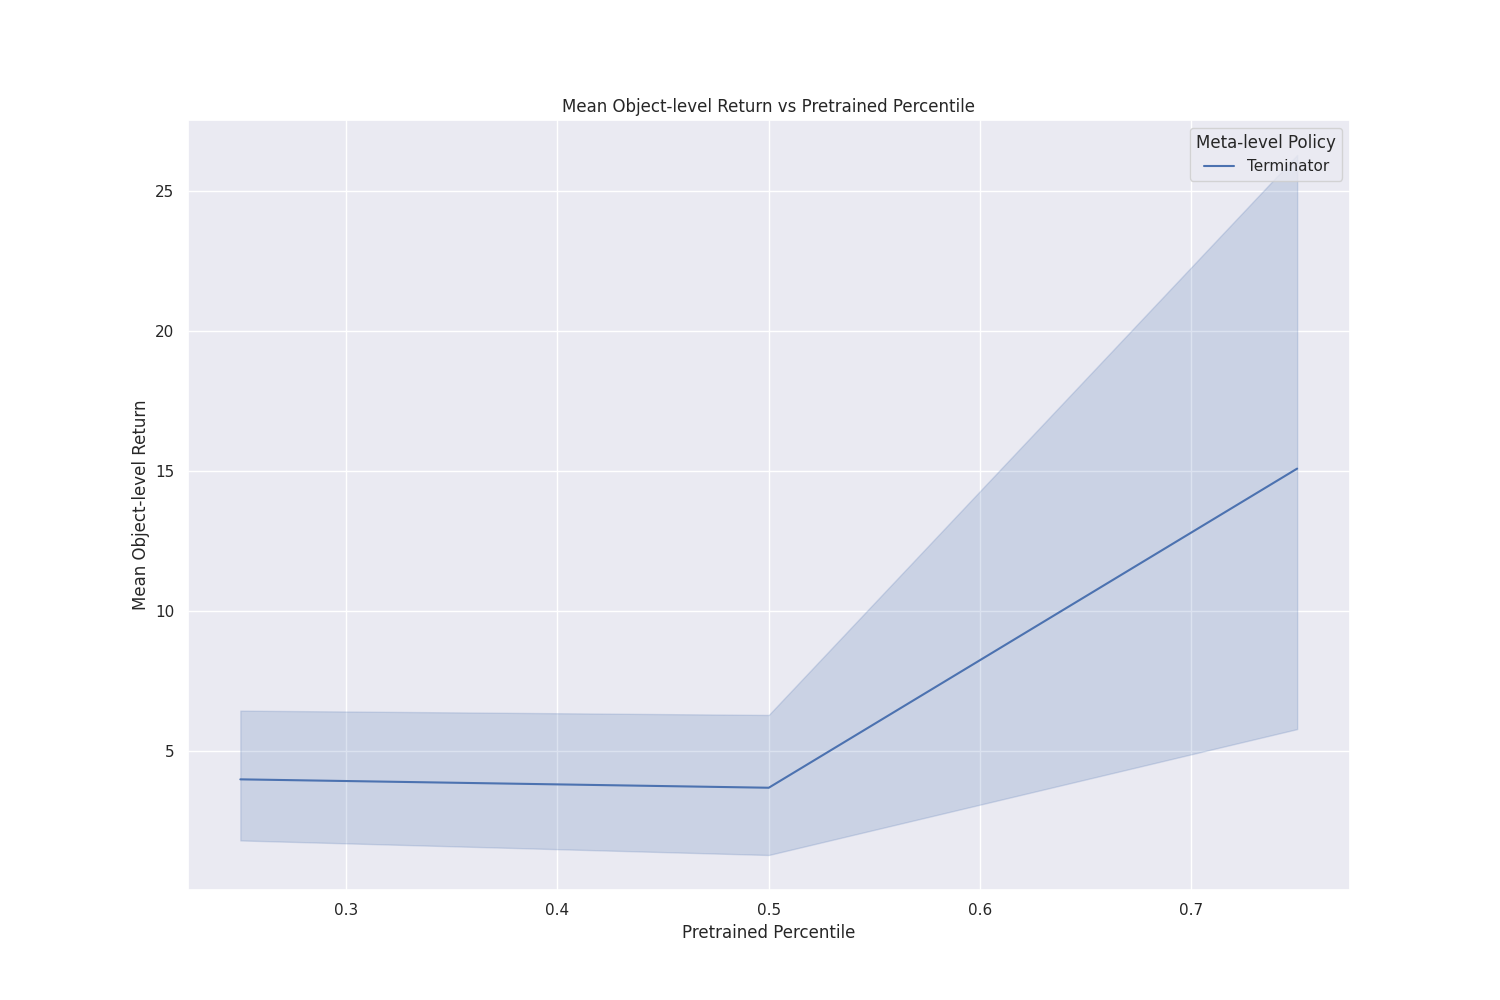 Mean Object-level Return vs Pretrained Percentile
Meta-level Policy
Terminator
25
20
15
10
5
Mean Object-level Return
0.3 0.4 0.5 0.6 0.7
Pretrained Percentile